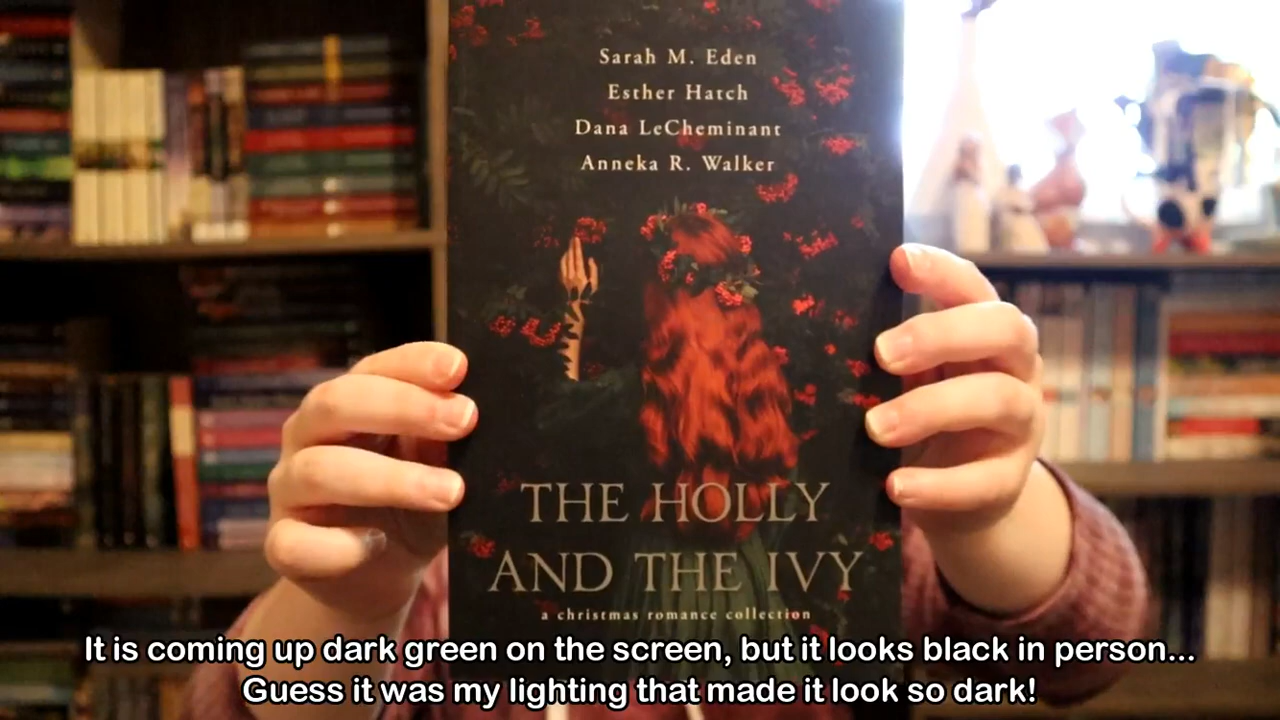 Sarah M. Eden
Esther Hatch
Dana LeCheminant
Anneka R. Walker
THE HOLLY
AND THE IVY
a christmas romance collection
It is coming up dark green on the screen, but it looks black in person...
Guess it was my lighting that made it look so dark!